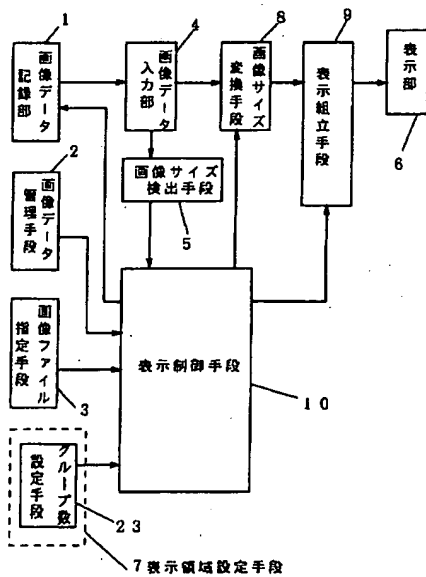 1
画像データ
記録部
4
画像データ
入力部
8
画像サイズ
変換手段
9
表示組立手段
表示部
6
2
画像データ
管理手段
画像サイズ
検出手段
5
画像ファイル
指定手段
3
表示制御手段
10
グループ数
設定手段
23
7 表示領域設定手段